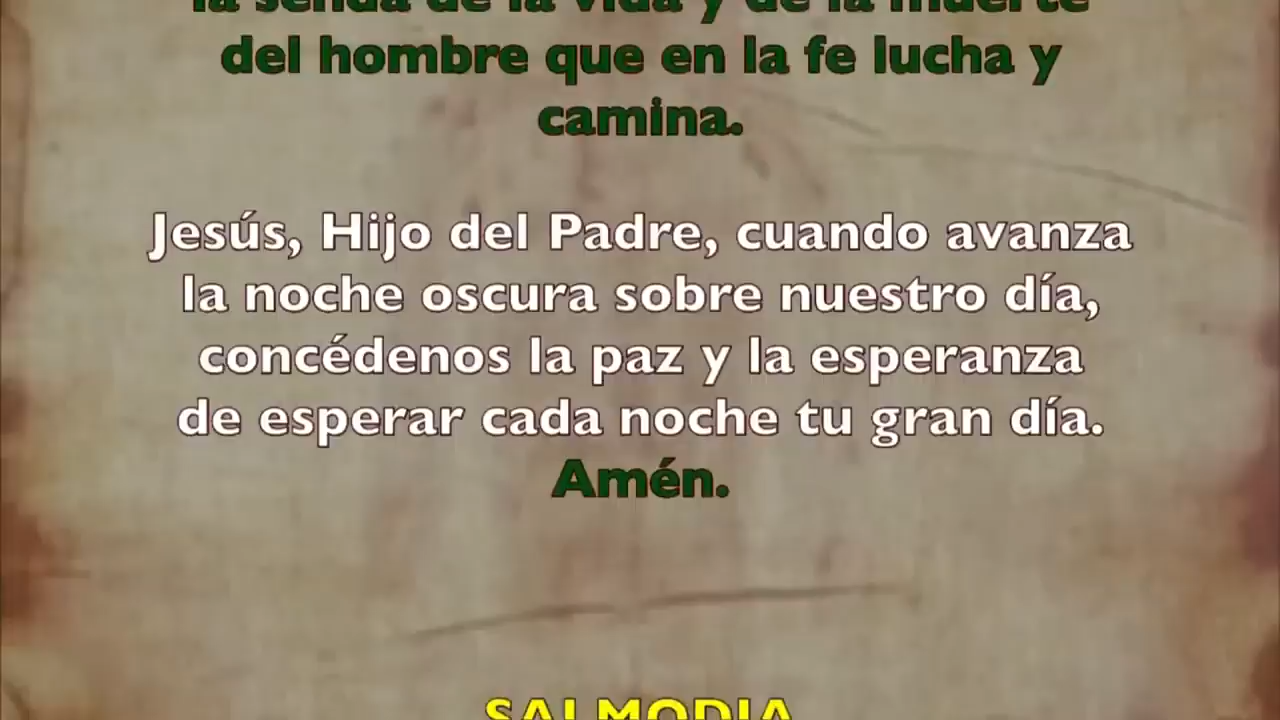 la senda de la vida y de la muerte
del hombre que en la fe lucha y
camina.
Jesús, Hijo del Padre, cuando avanza
la noche oscura sobre nuestro día,
concédenos la paz y la esperanza
de esperar cada noche tu gran día.
Amén.
SALMODIA